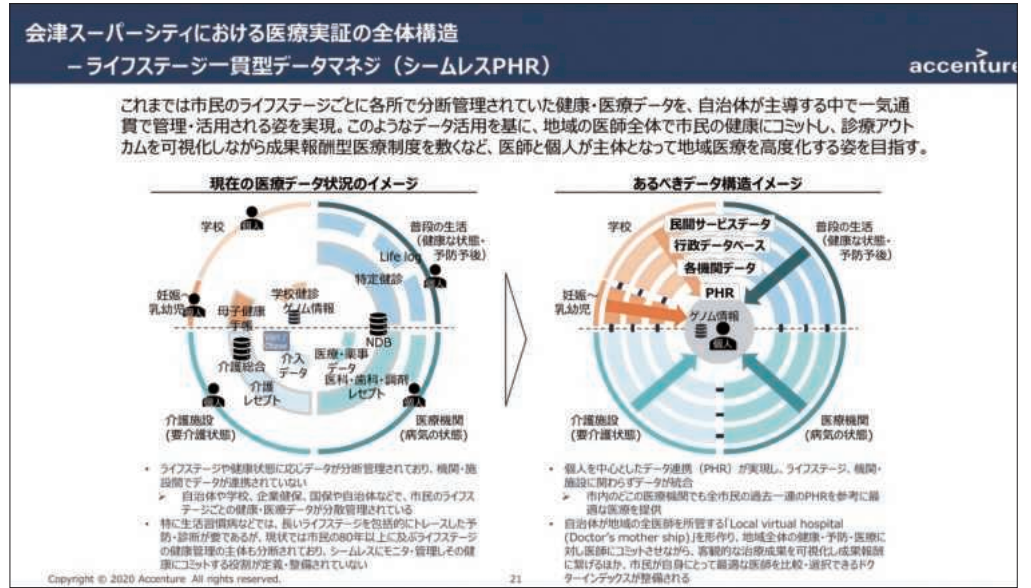 会津スーパーシティにおける医療実証の全体構造
－ライフステージ一貫型データマネジ（シームレスPHR）
accenture
これまでは市民のライフステージごとに各所で分断管理されていた健康・医療データを、自治体が主導する中で一気通
貫で管理・活用される姿を実現。このようなデータ活用を基に、地域の医師全体で市民の健康にコミットし、診療アウト
カムを可視化しながら成果報酬型医療制度を敷くなど、医師と個人が主体となって地域医療を高度化する姿を目指す。
現在の医療データ状況のイメージ
学校
個人
普段の生活
（健康な状態・
予防予後）
Life log
個人
特定健診
妊娠～
乳幼児
個人
学校健診
ゲノム情報
母子健康
手帳
NDB
介護総合
介入
データ
医療・薬事
データ
介護
レセプト
医科・歯科・調剤
レセプト
個人
個人
介護施設
(要介護状態)
医療機関
(病気の状態)
• ライフステージや健康状態に応じデータが分断管理されており、機関・施
設間でデータが連携されていない
➢ 自治体や学校、企業健保、国保や自治体などで、市民のライフス
テージごとの健康・医療データが分散管理されている
• 特に生活習慣病などでは、長いライフステージを包括的にトレースした予
防・診断が要であるが、現状では市民の80年以上に及ぶライフステージ
の健康管理の主体も分断されており、シームレスにモニタ・管理しその健
康にコミットする役割が定義・整備されていない
あるべきデータ構造イメージ
学校
民間サービスデータ
行政データベース
各機関データ
PHR
普段の生活
（健康な状態・
予防予後）
妊娠～
乳幼児
ゲノム情報
個人
介護施設
(要介護状態)
医療機関
(病気の状態)
• 個人を中心としたデータ連携（PHR）が実現し、ライフステージ、機関・
施設に関わらずデータが統合
➢ 市内のどこの医療機関でも全市民の過去一連のPHRを参考に最
適な医療を提供
• 自治体が地域の全医師を所管する「Local virtual hospital
(Doctor's mother ship)」を形作り、地域全体の健康・予防・医療に
対し医師にコミットさせながら、客観的な治療成果を可視化し成果報酬
に繋げるほか、市民が自身にとって最適な医師を比較・選択できるドク
ターインデックスが整備される
Copyright © 2020 Accenture All rights reserved.
21